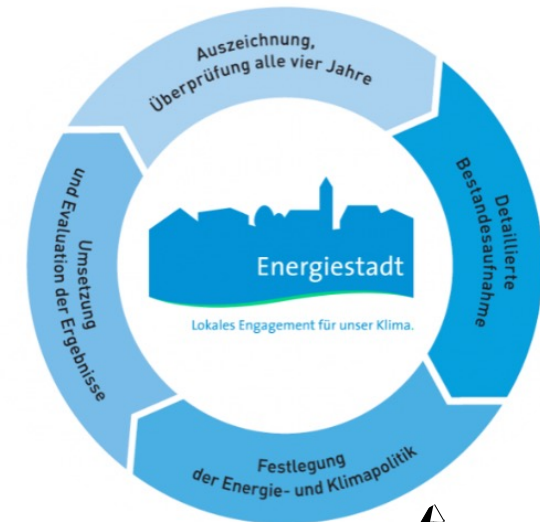 Auszeichnung,
Überprüfung alle vier Jahre
Detaillierte
Bestandesaufnahme
Festlegung
der Energie- und Klimapolitik
Umsetzung
und Evaluation der Ergebnisse
Energiestadt
Lokales Engagement für unser Klima.